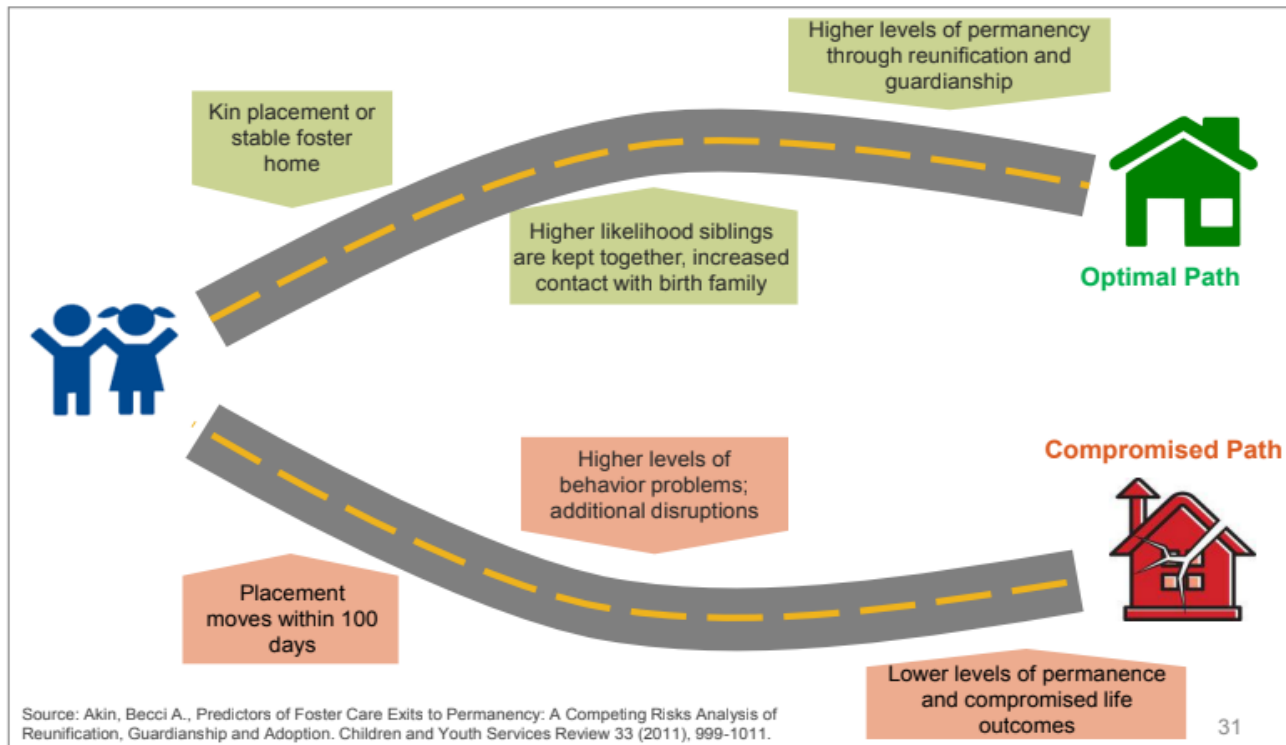 Higher levels of permanency
through reunification and
guardianship
Kin placement or
stable foster
home
Higher likelihood siblings
are kept together, increased
contact with birth family
Optimal Path
Compromised Path
Higher levels of
behavior problems;
additional disruptions
Placement
moves within 100
days
Lower levels of permanence
and compromised life
outcomes
Source: Akin, Becci A., Predictors of Foster Care Exits to Permanency: A Competing Risks Analysis of
Reunification, Guardianship and Adoption. Children and Youth Services Review 33 (2011), 999-1011.
31